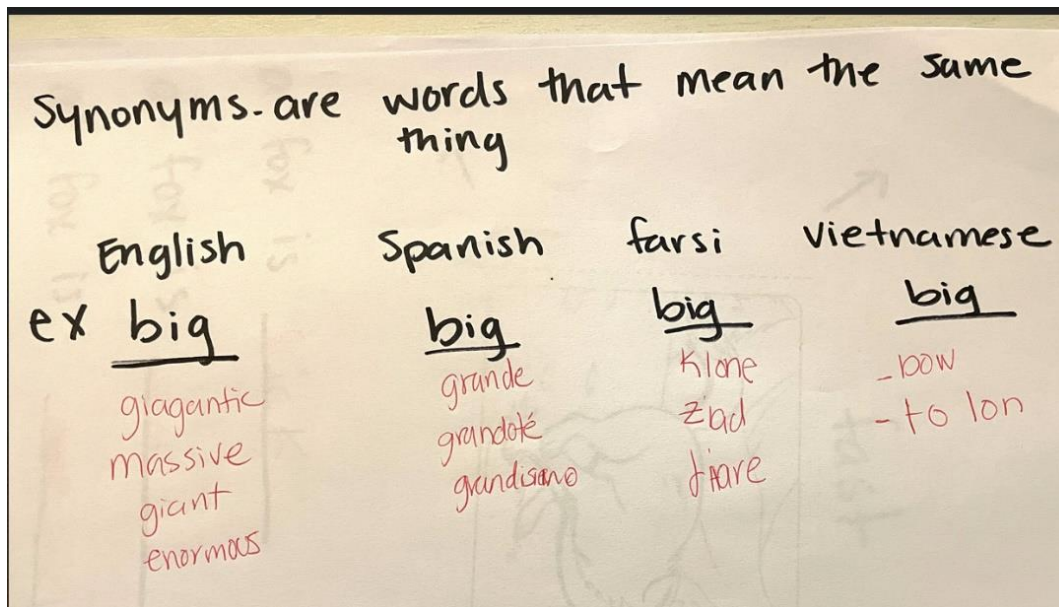 Synonyms - are words that mean the same
thing
English Spanish farsi vietnamese
ex big big big big
giagantic grande Klone - bow
massive grandoté zad - to lon
giant grandisano
enormous